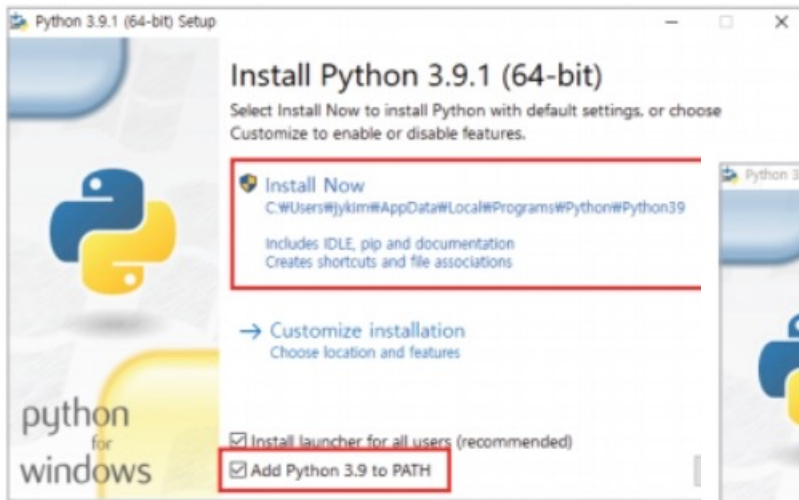 Python 3.9.1 (64-bit) Setup
Install Python 3.9.1 (64-bit)
Select Install Now to install Python with default settings, or choose
Customize to enable or disable features.
Install Now
C:₩Users₩jykim₩AppData₩Local₩Programs₩Python₩Python39
Includes IDLE, pip and documentation
Creates shortcuts and file associations
Python 3
→ Customize installation
Choose location and features
Install launcher for all users (recommended)
Add Python 3.9 to PATH
python
for
windows